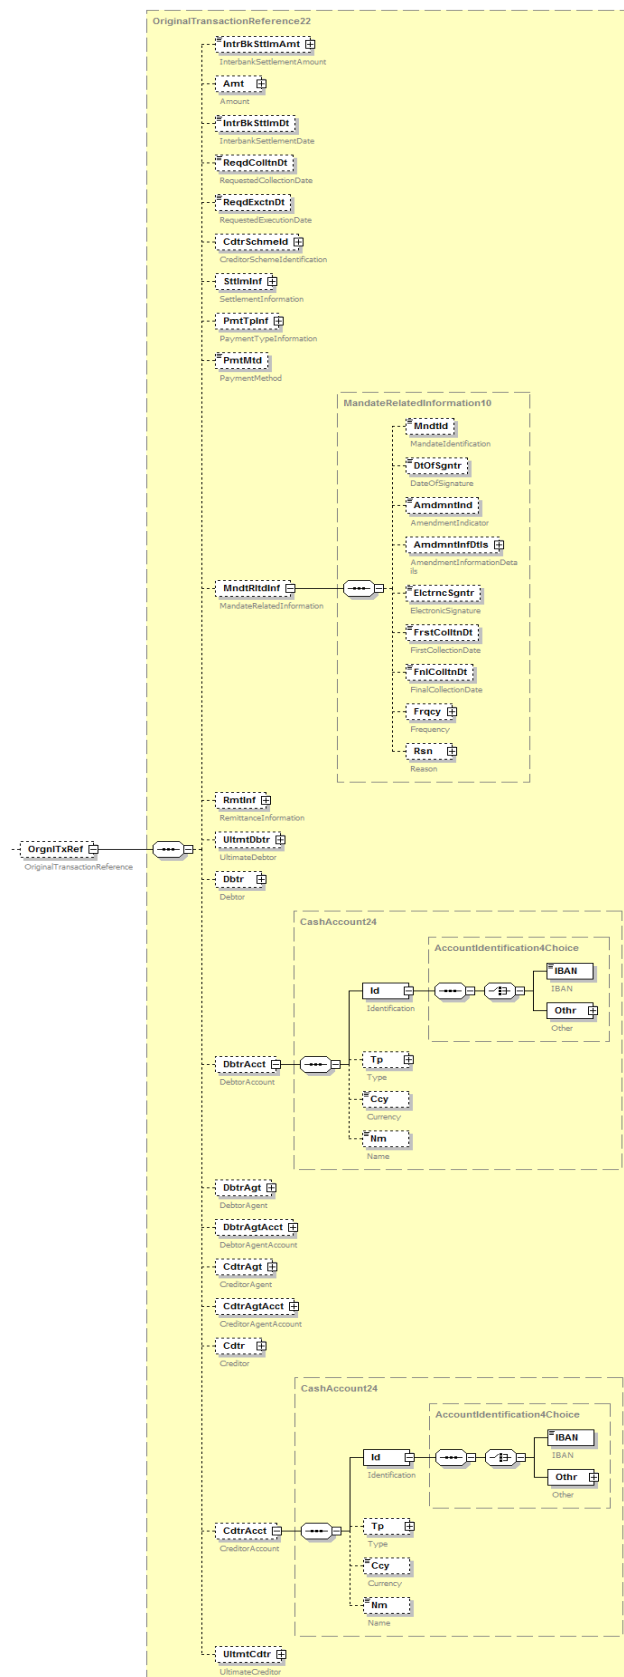 OriginalTransactionReference22
IntrBkSttlmAmt
InterbankSettlementAmount
Amt
Amount
IntrBkSttlmDt
InterbankSettlementDate
ReqdColltnDt
RequestedCollectionDate
ReqdExctnDt
RequestedExecutionDate
CdtrSchmeId
CreditorSchemeIdentification
SttlmInf
SettlementInformation
PmtTpInf
PaymentTypeInformation
PmtMtd
PaymentMethod
MandateRelatedInformation10
MndtId
MandateIdentification
DtOfSgntr
DateOfSignature
AmdmntInd
AmendmentIndicator
AmdmntInfDtls
AmendmentInformationDeta
ils
MndtRltdInf
MandateRelatedInformation
ElctrncSgntr
ElectronicSignature
FrstColltnDt
FirstCollectionDate
FnlColltnDt
FinalCollectionDate
Frqcy
Frequency
Rsn
Reason
RmtInf
RemittanceInformation
UltmtDbtr
UltimateDebtor
OrgnlTxRef
OriginalTransactionReference
Dbtr
Debtor
CashAccount24
AccountIdentification4Choice
IBAN
IBAN
Id
Identification
Othr
Other
DbtrAcct
DebtorAccount
Tp
Type
Ccy
Currency
Nm
Name
DbtrAgt
DebtorAgent
DbtrAgtAcct
DebtorAgentAccount
CdtrAgt
CreditorAgent
CdtrAgtAcct
CreditorAgentAccount
Cdtr
Creditor
CashAccount24
AccountIdentification4Choice
IBAN
IBAN
Id
Identification
Othr
Other
CdtrAcct
CreditorAccount
Tp
Type
Ccy
Currency
Nm
Name
UltmtCdtr
UltimateCreditor